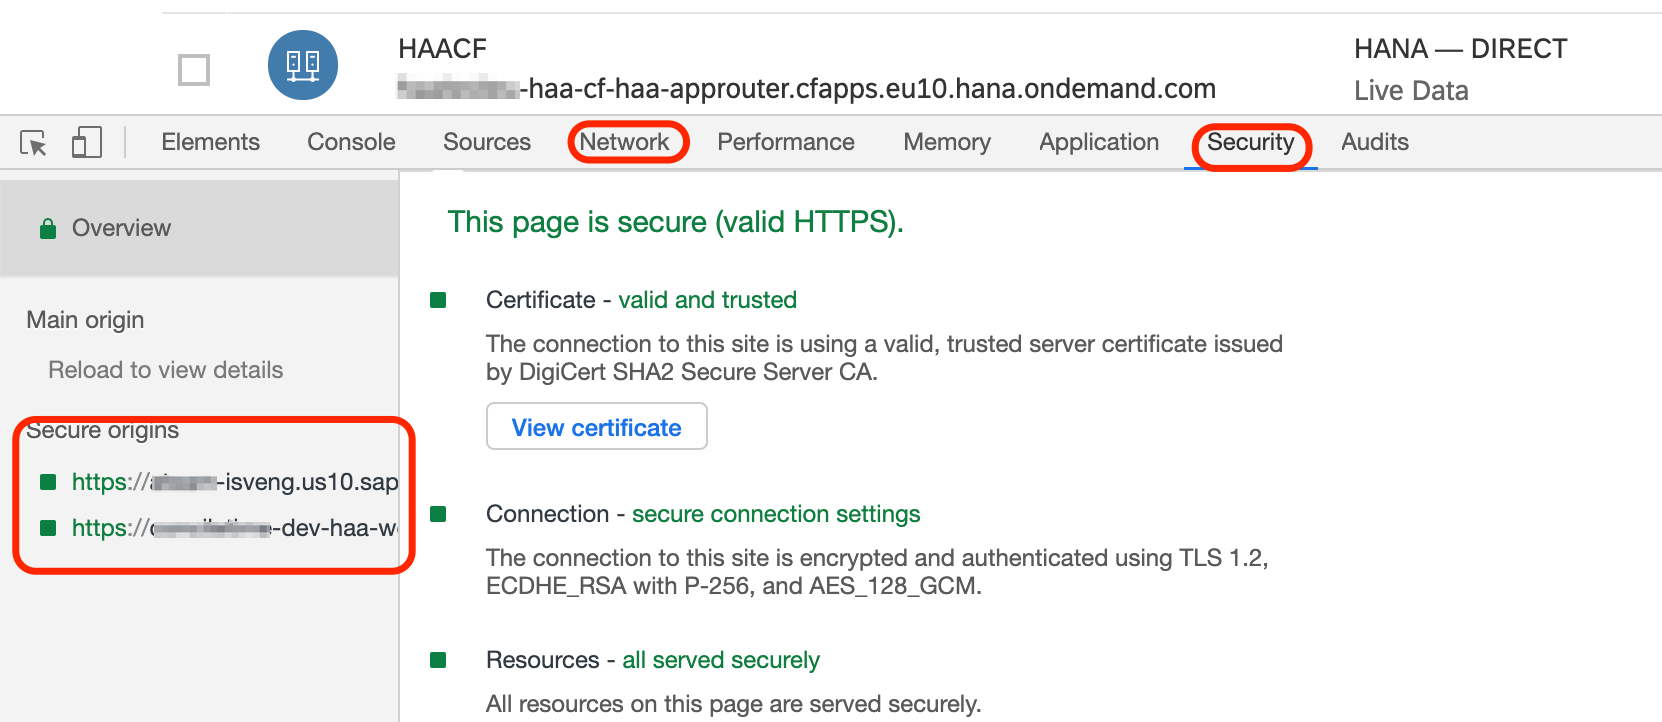 HAACF
-haa-cf-haa-approuter.cfapps.eu10.hana.ondemand.com
HANA — DIRECT
Live Data
Elements Console Sources Network Performance Memory Application Security Audits
Overview
Main origin
Reload to view details
Secure origins
https://
-isveng.us10.sap
https://
-dev-haa-w
This page is secure (valid HTTPS).
Certificate - valid and trusted
The connection to this site is using a valid, trusted server certificate issued
by DigiCert SHA2 Secure Server CA.
View certificate
Connection - secure connection settings
The connection to this site is encrypted and authenticated using TLS 1.2,
ECDHE_RSA with P-256, and AES_128_GCM.
Resources - all served securely
All resources on this page are served securely.